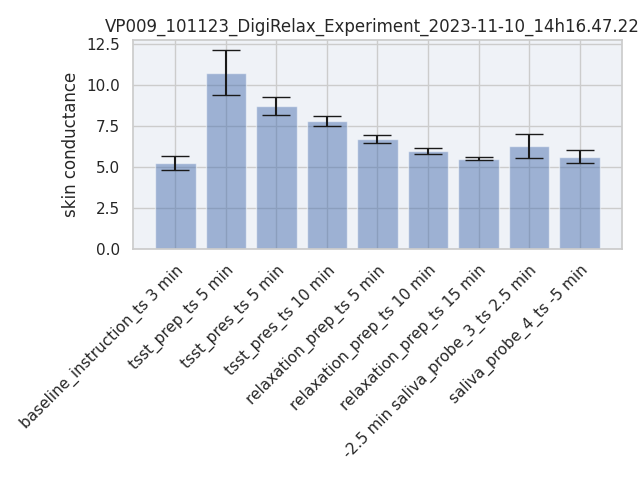 VP009_101123_DigiRelax_Experiment_2023-11-10_14h16.47.22
12.5
10.0
7.5
5.0
2.5
0.0
skin conductance
baseline_instruction_ts 3 min
tsst_prep_ts 5 min
tsst_pres_ts 5 min
tsst_pres_ts 10 min
relaxation_prep_ts 5 min
relaxation_prep_ts 10 min
relaxation_prep_ts 15 min
-2.5 min saliva_probe_3_ts 2.5 min
saliva_probe_4_ts -5 min